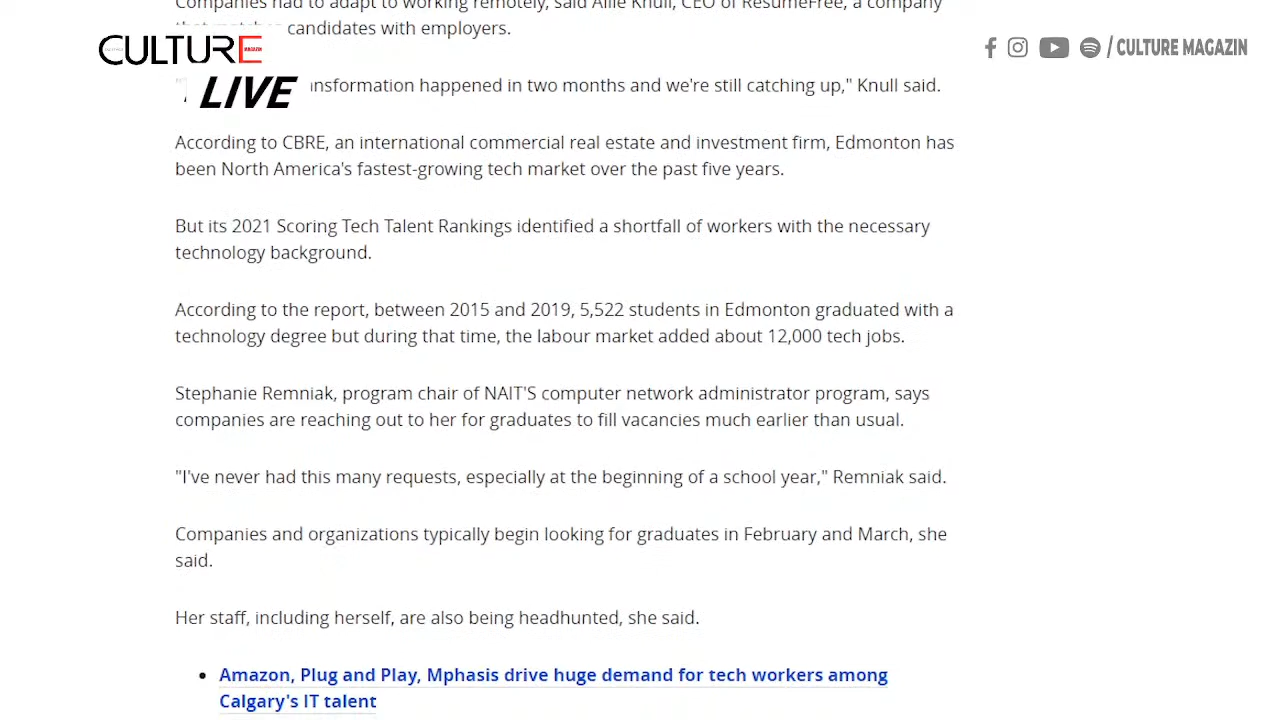 Companies had to adapt to working remotely, said Allie Knull, CEO of ResumeFree, a company
candidates with employers.
CULTURE
MAGAZIN
LIVE
/ CULTURE MAGAZIN
happened in two months and we're still catching up," Knull said.
According to CBRE, an international commercial real estate and investment firm, Edmonton has
been North America's fastest-growing tech market over the past five years.
But its 2021 Scoring Tech Talent Rankings identified a shortfall of workers with the necessary
technology background.
According to the report, between 2015 and 2019, 5,522 students in Edmonton graduated with a
technology degree but during that time, the labour market added about 12,000 tech jobs.
Stephanie Remniak, program chair of NAIT'S computer network administrator program, says
companies are reaching out to her for graduates to fill vacancies much earlier than usual.
"I've never had this many requests, especially at the beginning of a school year," Remniak said.
Companies and organizations typically begin looking for graduates in February and March, she
said.
Her staff, including herself, are also being headhunted, she said.
• Amazon, Plug and Play, Mphasis drive huge demand for tech workers among
Calgary's IT talent